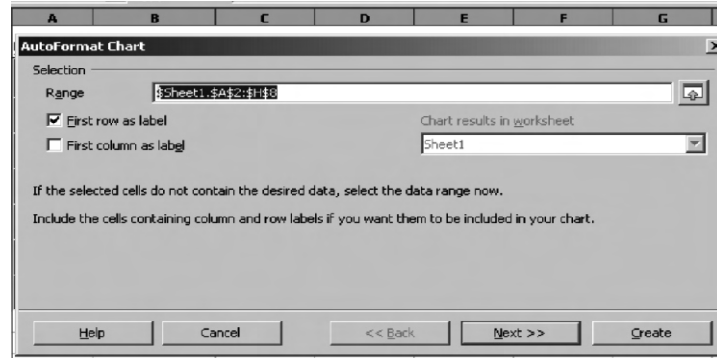 A B C D E F G
AutoFormat Chart
Selection
Range $Sheet1.$A$2:$H$8
First row as label Chart results in worksheet
First column as label Sheet1
If the selected cells do not contain the desired data, select the data range now.
Include the cells containing column and row labels if you want them to be included in your chart.
Help Cancel << Back Next >> Create